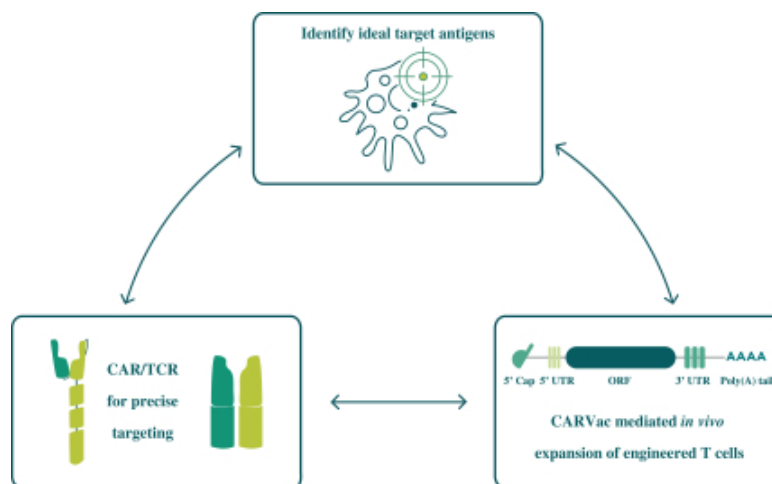 Identify ideal target antigens
CAR/TCR
for precise
targeting
AAAA
5' Cap 5' UTR ORF 3' UTR Poly(A) tail
CARVac mediated in vivo
expansion of engineered T cells